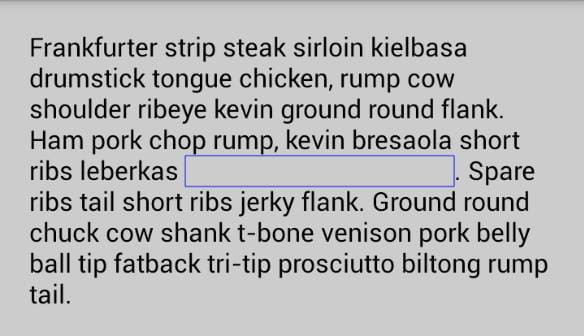 Frankfurter strip steak sirloin kielbasa
drumstick tongue chicken, rump cow
shoulder ribeye kevin ground round flank.
Ham pork chop rump, kevin bresaola short
ribs leberkas . Spare
ribs tail short ribs jerky flank. Ground round
chuck cow shank t-bone venison pork belly
ball tip fatback tri-tip prosciutto biltong rump
tail.